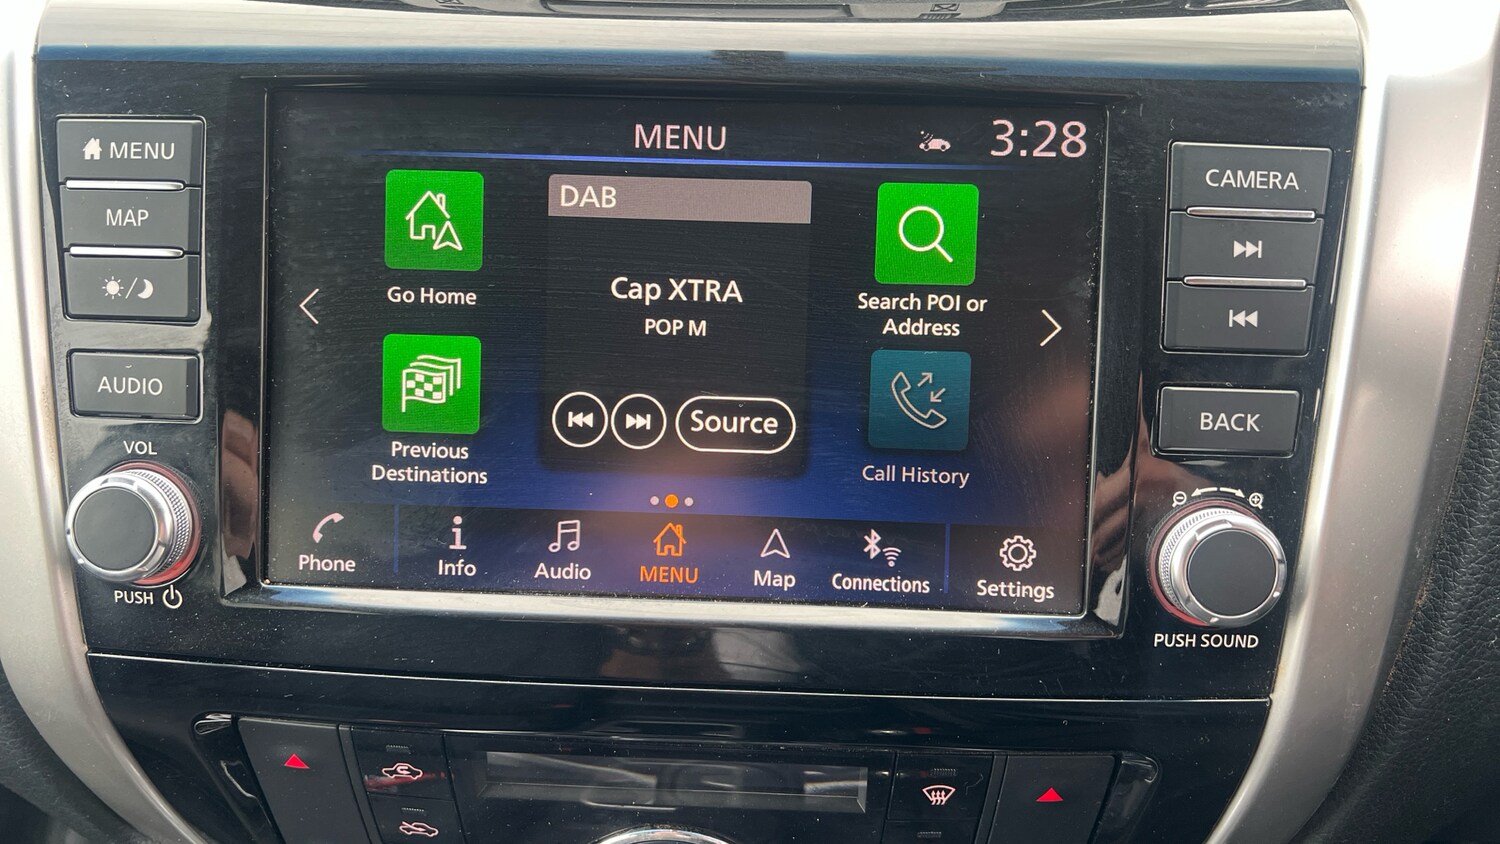 MENU
MAP
AUDIO
VOL
PUSH
MENU
3:28
Go Home
Previous
Destinations
DAB
Cap XTRA
POP M
Source
Search POI or
Address
Call History
Phone
Info
Audio
MENU
Map
Connections
Settings
CAMERA
BACK
PUSH SOUND